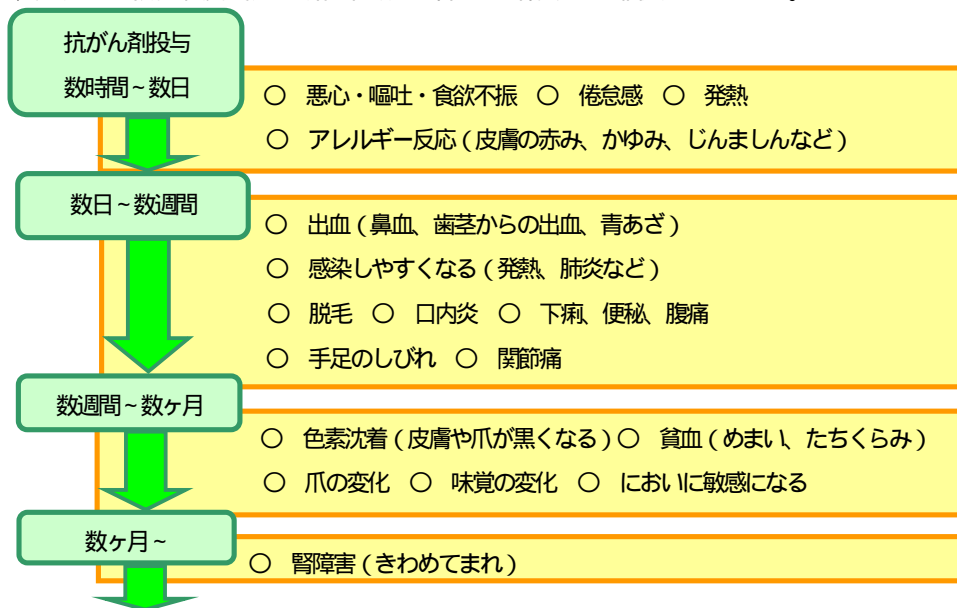 抗がん剤投与
数時間～数日
○ 悪心・嘔吐・食欲不振 ○ 倦怠感 ○ 発熱
○ アレルギー反応（皮膚の赤み、かゆみ、じんましんなど）
数日～数週間
○ 出血（鼻血、歯茎からの出血、青あざ）
○ 感染しやすくなる（発熱、肺炎など）
○ 脱毛 ○ 口内炎 ○ 下痢、便秘、腹痛
○ 手足のしびれ ○ 関節痛
数週間～数ヶ月
○ 色素沈着（皮膚や爪が黒くなる）○ 貧血（めまい、たちくらみ）
○ 爪の変化 ○ 味覚の変化 ○ においに敏感になる
数ヶ月～
○ 腎障害（きわめてまれ）